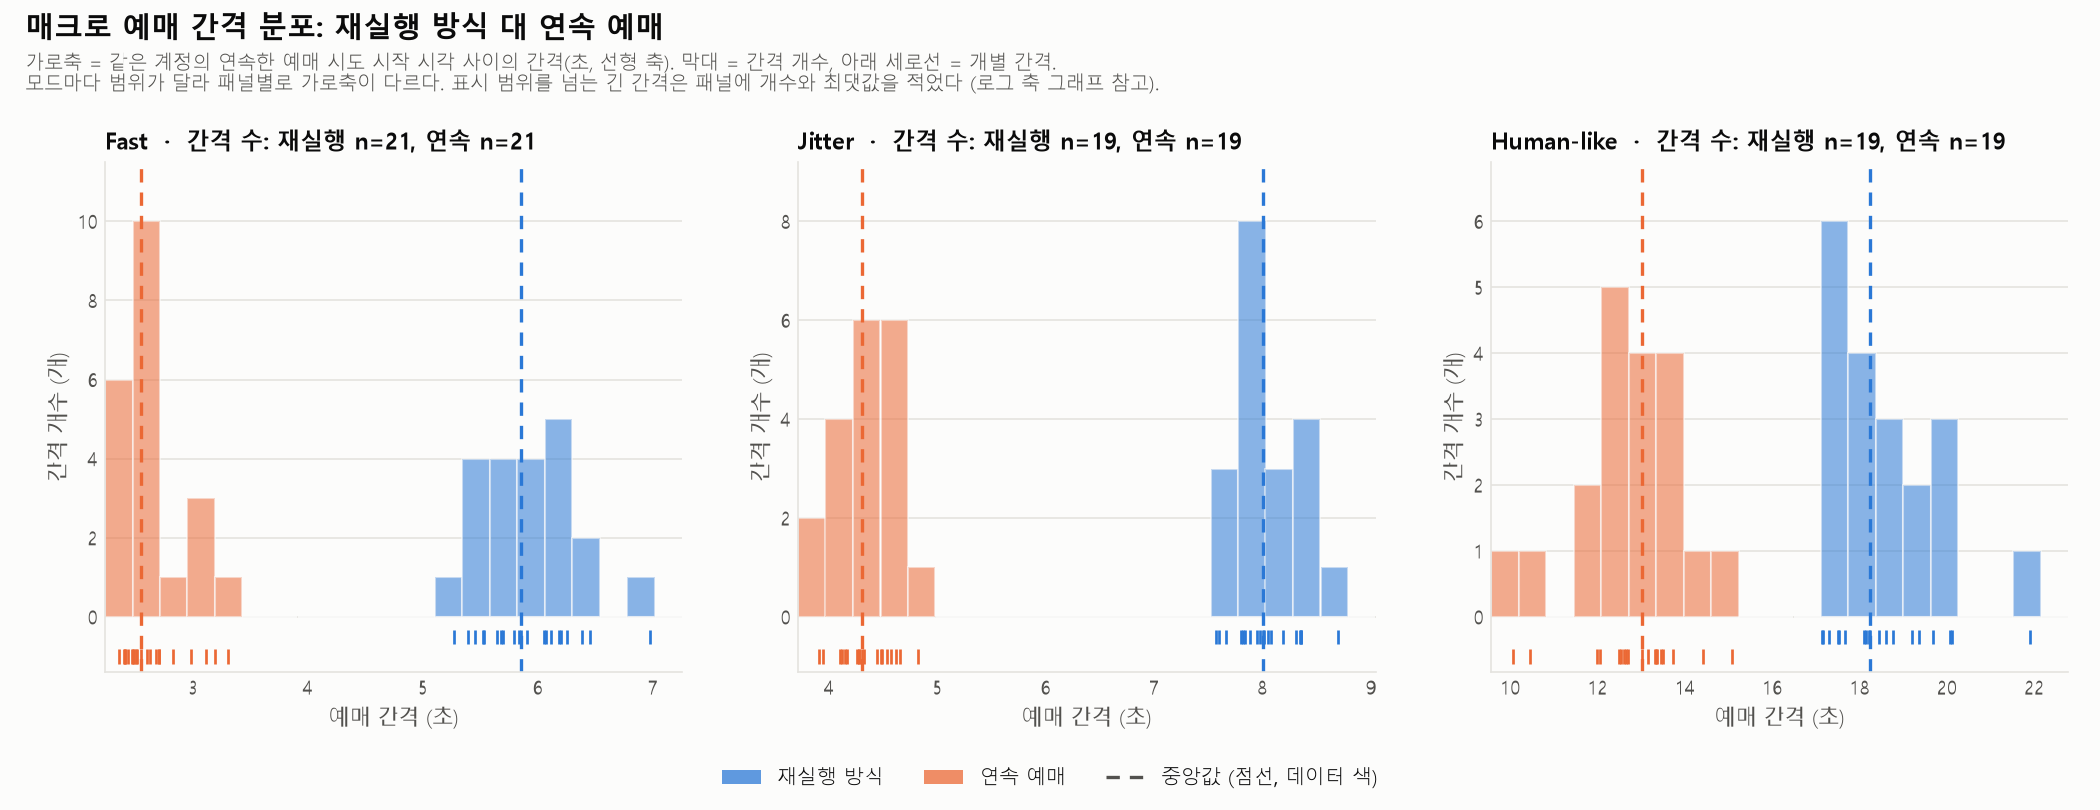 매크로 예매 간격 분포: 재실행 방식 대 연속 예매
가로축 = 같은 계정의 연속한 예매 시도 시작 시각 사이의 간격(초, 선형 축). 막대 = 간격 개수, 아래 세로선 = 개별 간격.
모드마다 범위가 달라 패널별로 가로축이 다르다. 표시 범위를 넘는 긴 간격은 패널에 개수와 최댓값을 적었다 (로그 축 그래프 참고).
Fast · 간격 수: 재실행 n=21, 연속 n=21
간격 개수 (개)
10
8
6
4
2
0
3 4 5 6 7
예매 간격 (초)
Jitter · 간격 수: 재실행 n=19, 연속 n=19
간격 개수 (개)
8
6
4
2
0
4 5 6 7 8 9
예매 간격 (초)
Human-like · 간격 수: 재실행 n=19, 연속 n=19
간격 개수 (개)
6
5
4
3
2
1
0
10 12 14 16 18 20 22
예매 간격 (초)
재실행 방식 연속 예매 중앙값 (점선, 데이터 색)